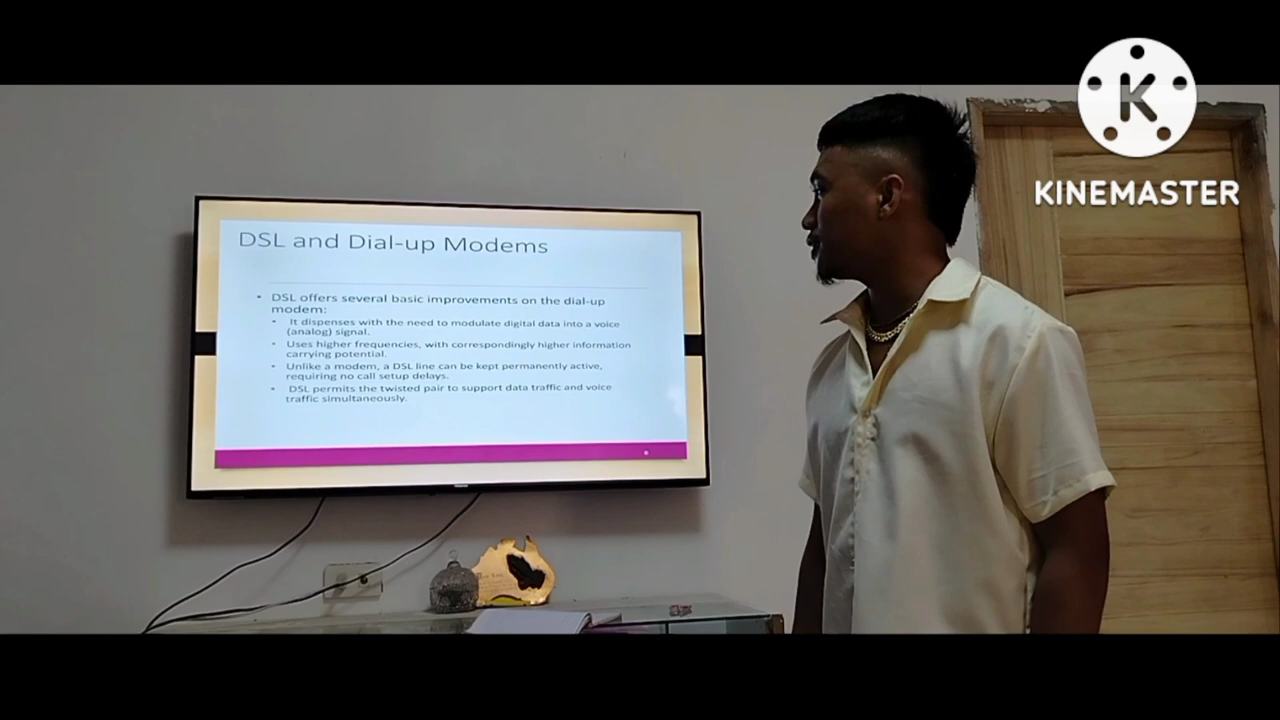 DSL and Dial-up Modems
• DSL offers several basic improvements on the dial-up
modem:
• It dispenses with the need to modulate digital data into a voice
(analog) signal.
• Uses higher frequencies, with correspondingly higher information
carrying potential.
• Unlike a modem, a DSL line can be kept permanently active,
requiring no call setup delays.
• DSL permits the twisted pair to support data traffic and voice
traffic simultaneously.
K
KINEMASTER